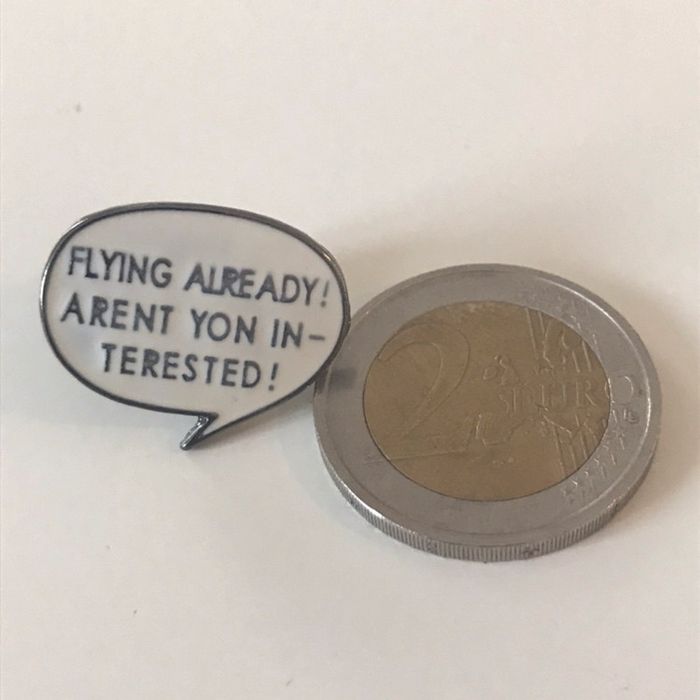 FLYING ALREADY!
ARENT YON IN-
TERESTED!
2